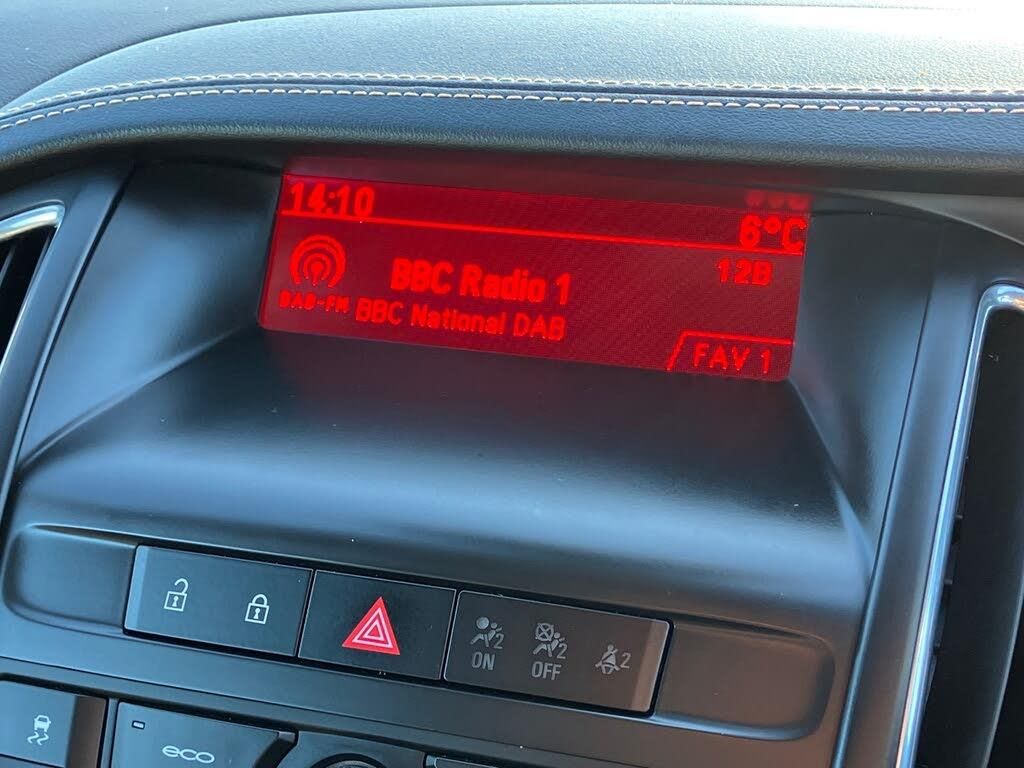 14:10
6°C
12B
BBC Radio 1
DAB-FM
BBC National DAB
FAV 1
2
ON
2
OFF
2
eco